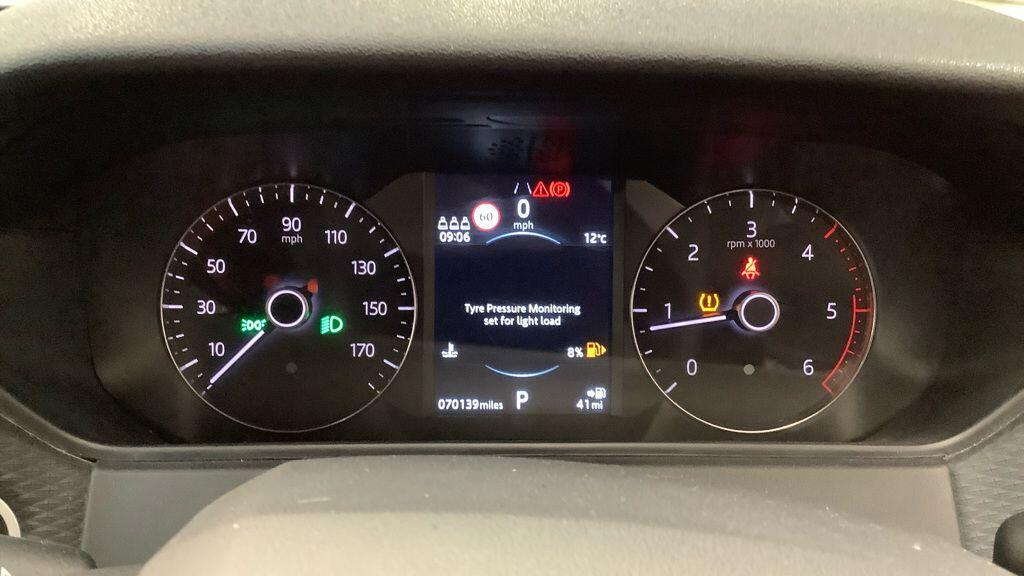 90
mph
70
110
50
130
30
150
10
170
60
0
mph
09:06
12°c
Tyre Pressure Monitoring
set for light load
8%
070139miles
P
41mi
3
rpm x 1000
2
4
1
5
0
6
(P)
(!)